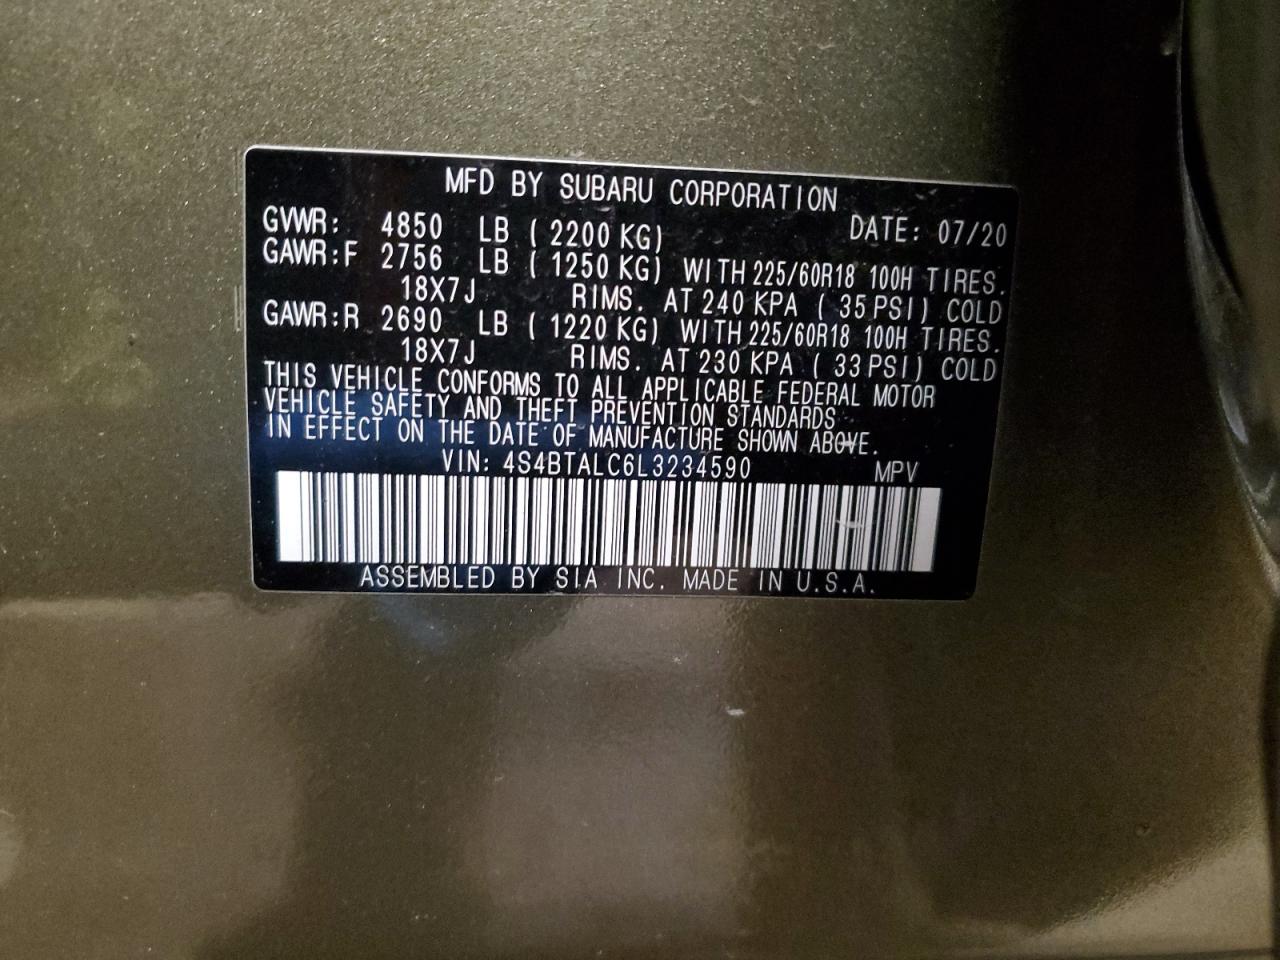 MFD BY SUBARU CORPORATION
GVWR: 4850 LB ( 2200 KG) DATE: 07/20
GAWR:F 2756 LB ( 1250 KG) WITH 225/60R18 100H TIRES.
18X7J RIMS. AT 240 KPA ( 35 PSI) COLD
GAWR:R 2690 LB ( 1220 KG) WITH 225/60R18 100H TIRES.
18X7J RIMS. AT 230 KPA ( 33 PSI) COLD
THIS VEHICLE CONFORMS TO ALL APPLICABLE FEDERAL MOTOR
VEHICLE SAFETY AND THEFT PREVENTION STANDARDS
IN EFFECT ON THE DATE OF MANUFACTURE SHOWN ABOVE.
VIN: 4S4BTALC6L3234590 MPV
ASSEMBLED BY SIA INC. MADE IN U.S.A.